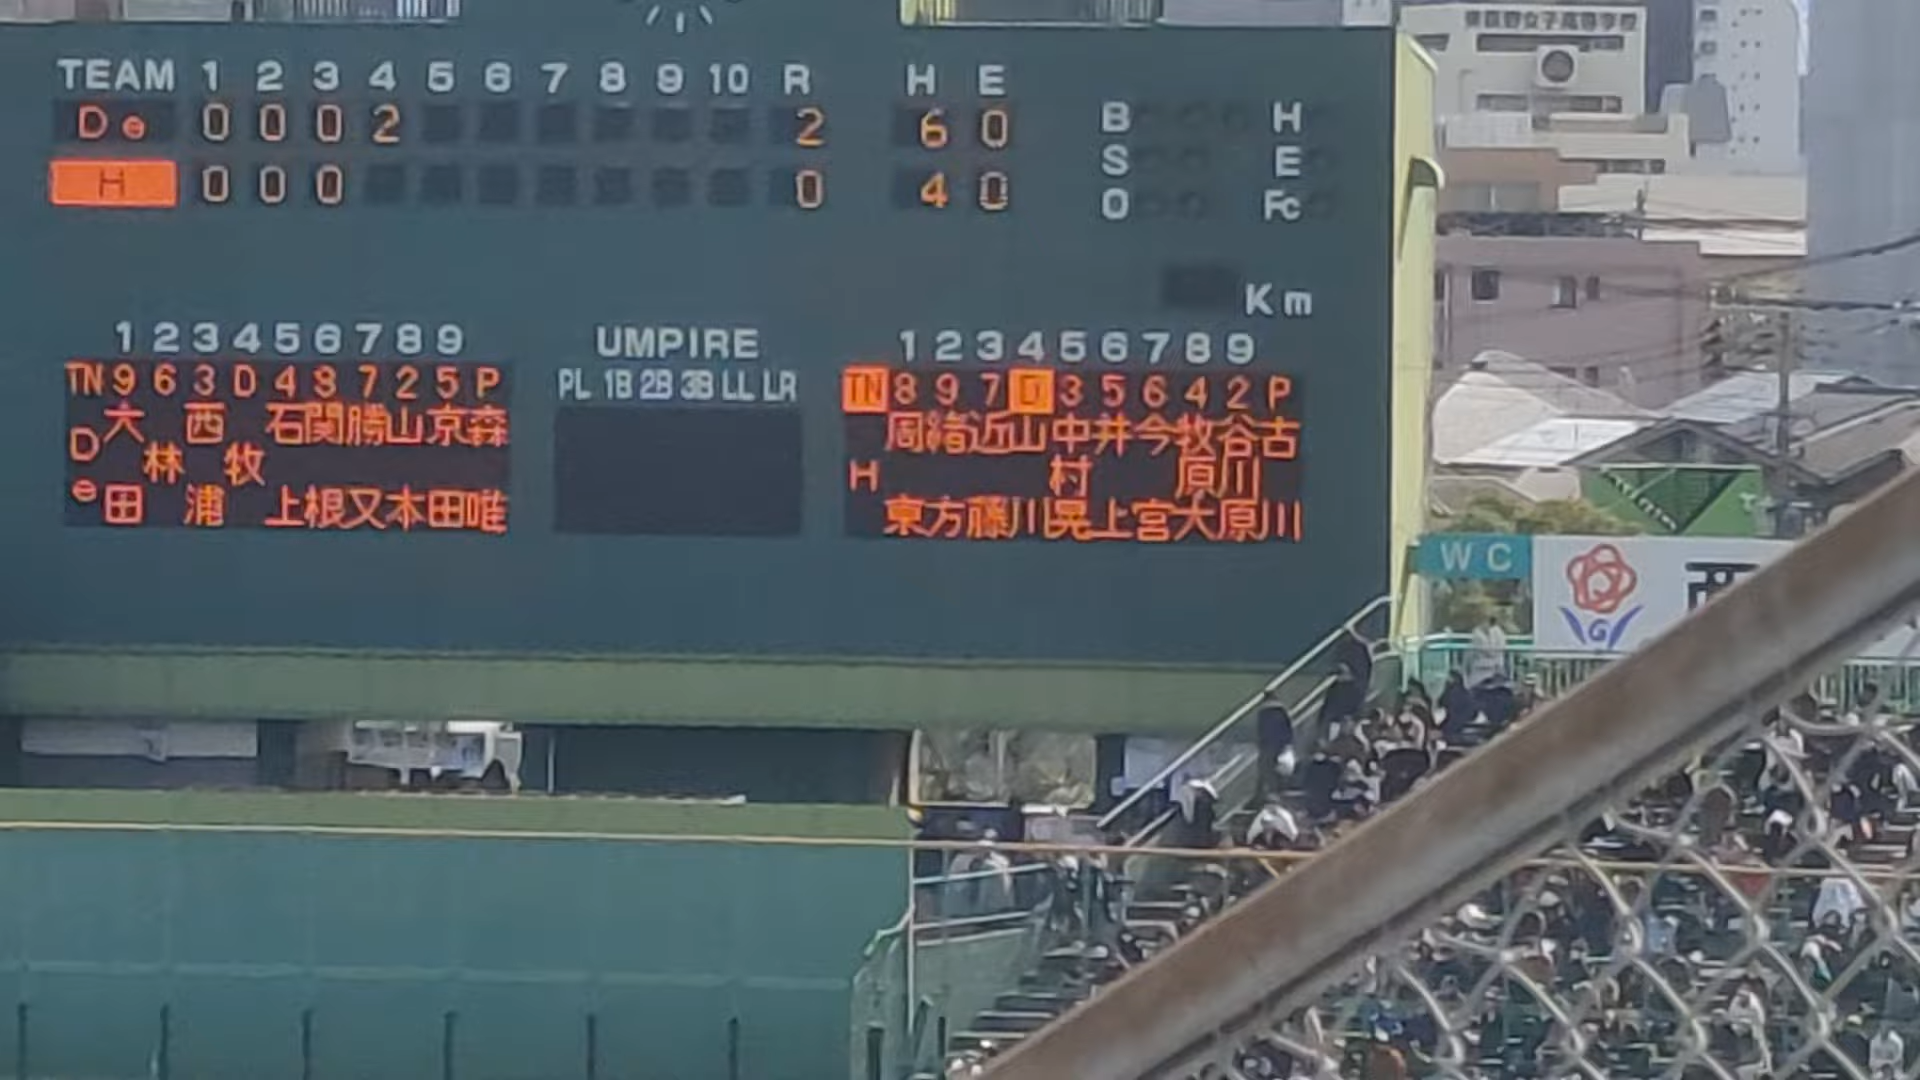 TEAM 1 2 3 4 5 6 7 8 9 10 R H E
De 0 0 0 2 2 6 0
H 0 0 0 0 4 0
B H
S E
O Fc
Km
1 2 3 4 5 6 7 8 9
TN 9 6 3 D 4 8 7 2 5 P
De 大田 林 西浦 牧 石上 関根 勝又 山本 京田 森唯
UMPIRE
PL 1B 2B 3B LL LR
1 2 3 4 5 6 7 8 9
TN 8 9 7 D 3 5 6 4 2 P
H 周東 緒方 近藤 山川 中村晃 井上 今宮 牧原大 谷川原 古川
WC
G
西